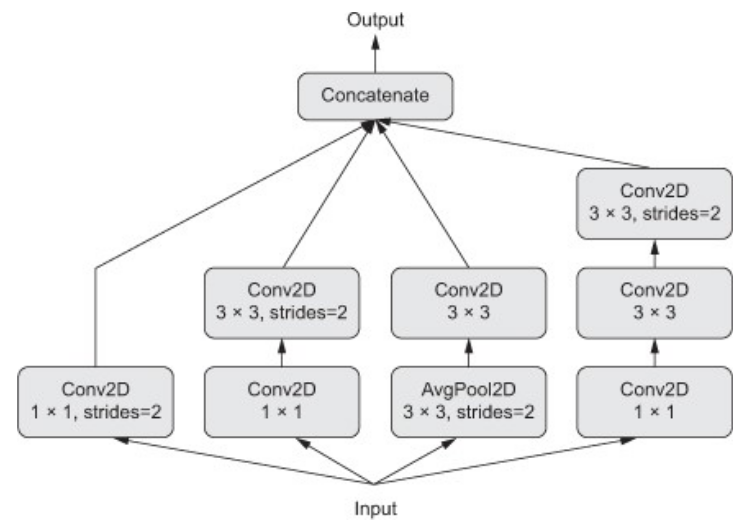 Output
Concatenate
Conv2D
3 × 3, strides=2
Conv2D
3 × 3, strides=2
Conv2D
3 × 3
Conv2D
3 × 3
Conv2D
1 × 1, strides=2
Conv2D
1 × 1
AvgPool2D
3 × 3, strides=2
Conv2D
1 × 1
Input